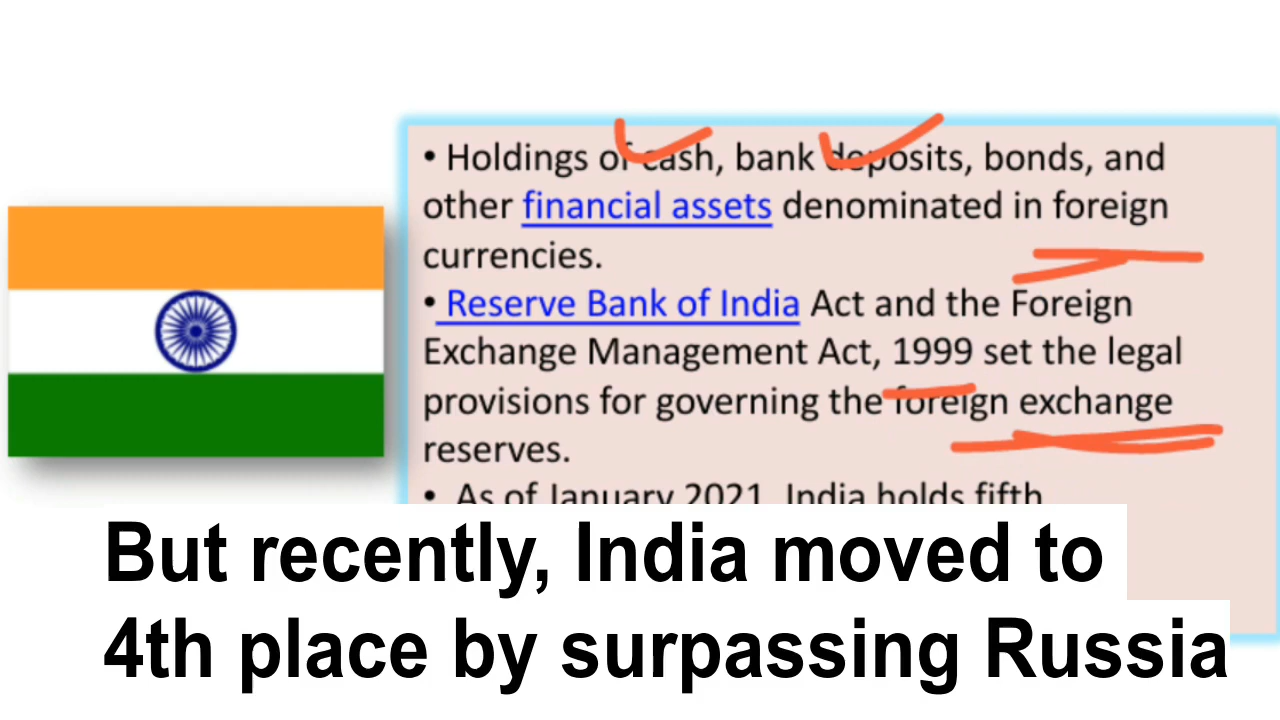 • Holdings of cash, bank deposits, bonds, and
other financial assets denominated in foreign
currencies.
• Reserve Bank of India Act and the Foreign
Exchange Management Act, 1999 set the legal
provisions for governing the foreign exchange
reserves.
• As of January 2021, India holds fifth
But recently, India moved to
4th place by surpassing Russia